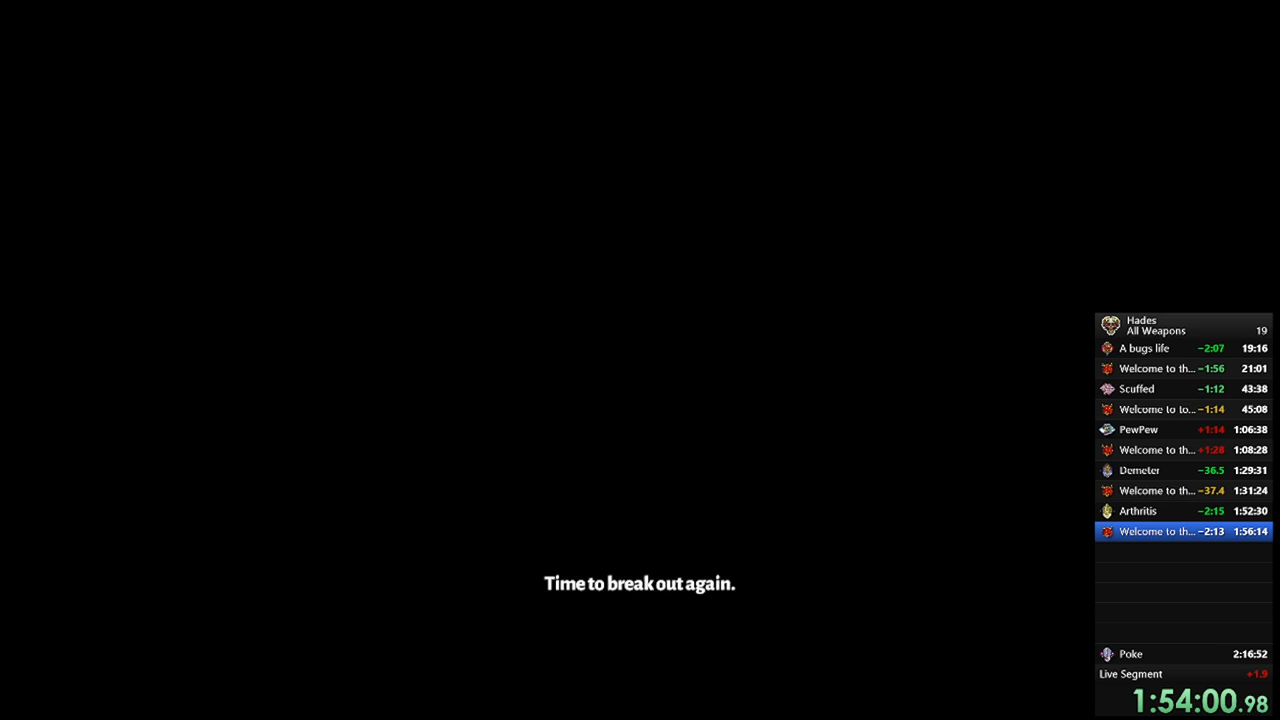 Time to break out again.
Hades
All Weapons 19
A bugs life −2:07 19:16
Welcome to th... −1:56 21:01
Scuffed −1:12 43:38
Welcome to to... −1:14 45:08
PewPew +1:14 1:06:38
Welcome to th... +1:28 1:08:28
Demeter −36.5 1:29:31
Welcome to th... −37.4 1:31:24
Arthritis −2:15 1:52:30
Welcome to th... −2:13 1:56:14
Poke 2:16:52
Live Segment +1.9
1:54:00.98